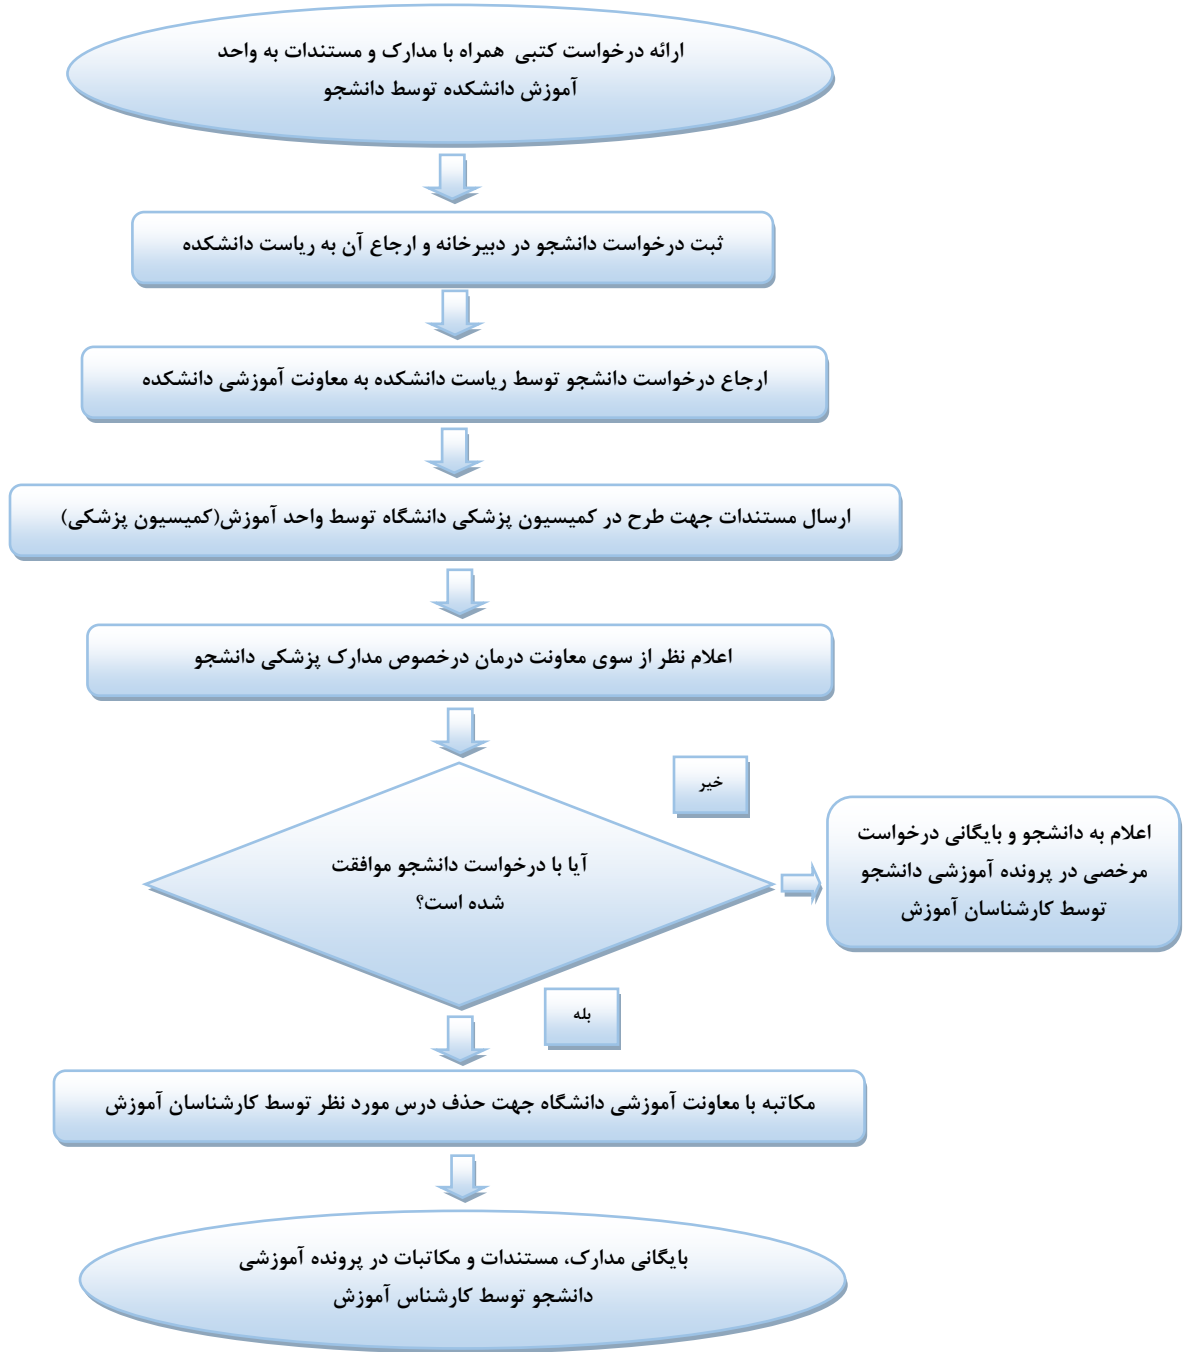 ارائه درخواست کتبی همراه با مدارک و مستندات به واحد
آموزش دانشکده توسط دانشجو
ثبت درخواست دانشجو در دبیرخانه و ارجاع آن به ریاست دانشکده
ارجاع درخواست دانشجو توسط ریاست دانشکده به معاونت آموزشی دانشکده
ارسال مستندات جهت طرح در کمیسیون پزشکی دانشگاه توسط واحد آموزش(کمیسیون پزشکی)
اعلام نظر از سوی معاونت درمان درخصوص مدارک پزشکی دانشجو
خیر
آیا با درخواست دانشجو موافقت
شده است؟
اعلام به دانشجو و بایگانی درخواست
مرخصی در پرونده آموزشی دانشجو
توسط کارشناسان آموزش
بله
مکاتبه با معاونت آموزشی دانشگاه جهت حذف درس مورد نظر توسط کارشناسان آموزش
بایگانی مدارک، مستندات و مکاتبات در پرونده آموزشی
دانشجو توسط کارشناس آموزش